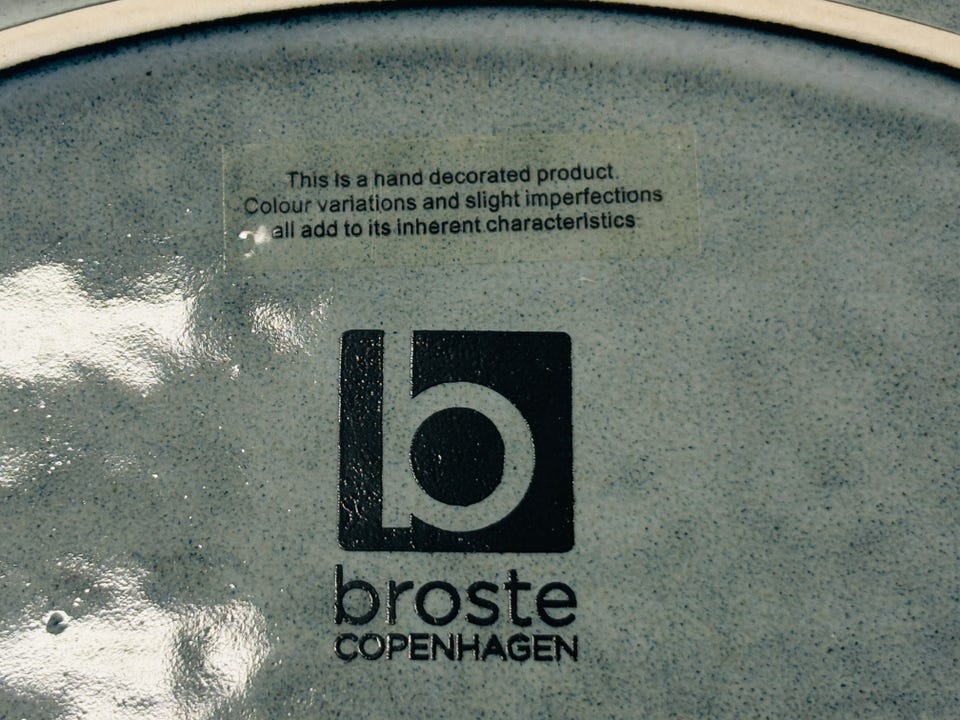 This is a hand decorated product.
Colour variations and slight imperfections
all add to its inherent characteristics
b
broste
COPENHAGEN